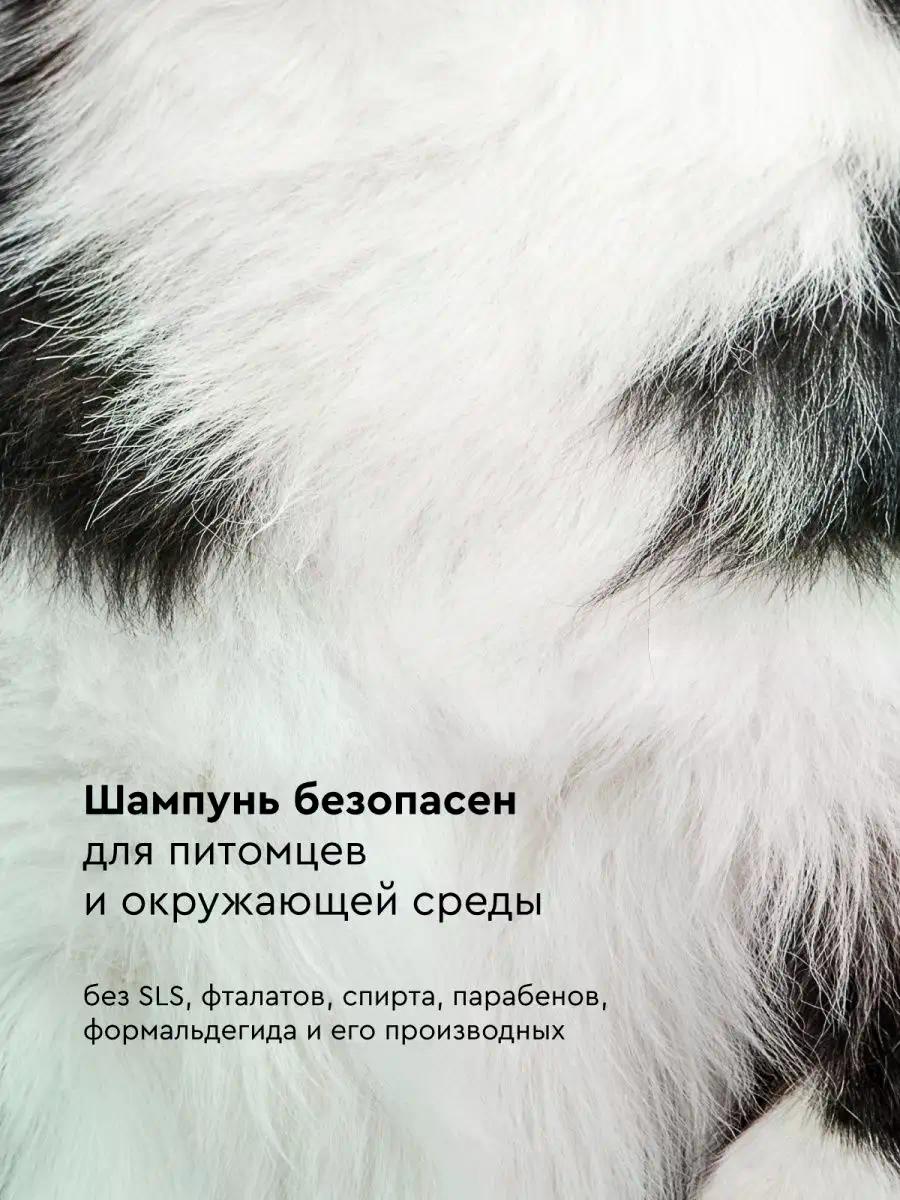 Шампунь безопасен
для питомцев
и окружающей среды
без SLS, фталатов, спирта, парабенов,
формальдегида и его производных